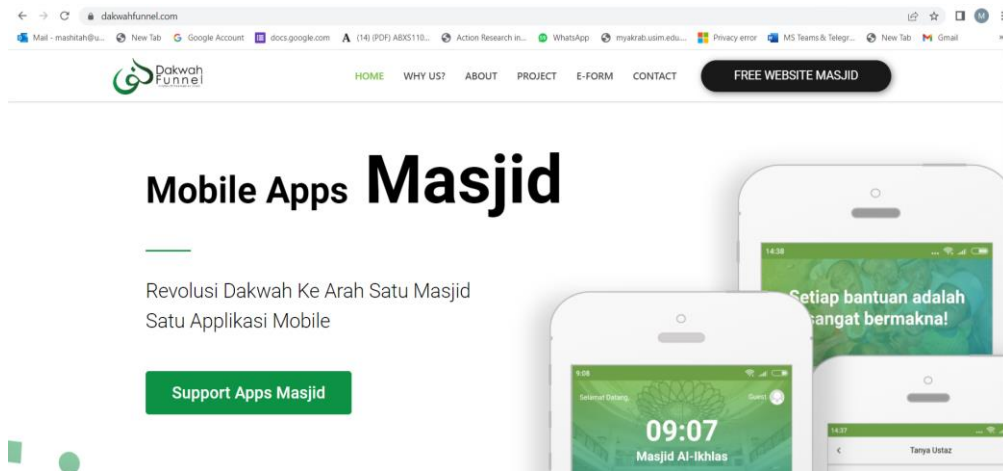 dakwahfunnel.com
Mail - mashitah@u... New Tab Google Account docs.google.com (14) (PDF) ABXS110... Action Research in... WhatsApp myakrab.usim.edu... Privacy error MS Teams & Telegr... New Tab Gmail
Dakwah
Funnel
HOME WHY US? ABOUT PROJECT E-FORM CONTACT FREE WEBSITE MASJID
Mobile Apps Masjid
Revolusi Dakwah Ke Arah Satu Masjid
Satu Applikasi Mobile
Support Apps Masjid
14:38
Setiap bantuan adalah
sangat bermakna!
9:08
Selamat Datang, Guest
09:07
Masjid Al-Ikhlas
14:37
Tanya Ustaz